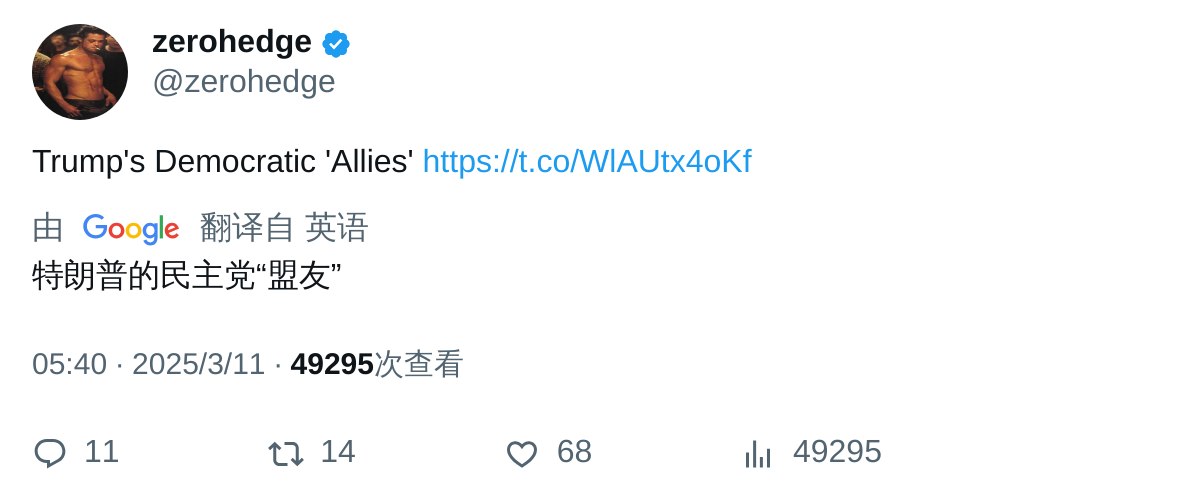 zerohedge
@zerohedge
Trump's Democratic 'Allies' https://t.co/WlAUtx4oKf
由 Google 翻译自 英语
特朗普的民主党“盟友”
05:40 · 2025/3/11 · 49295次查看
11 14 68 49295